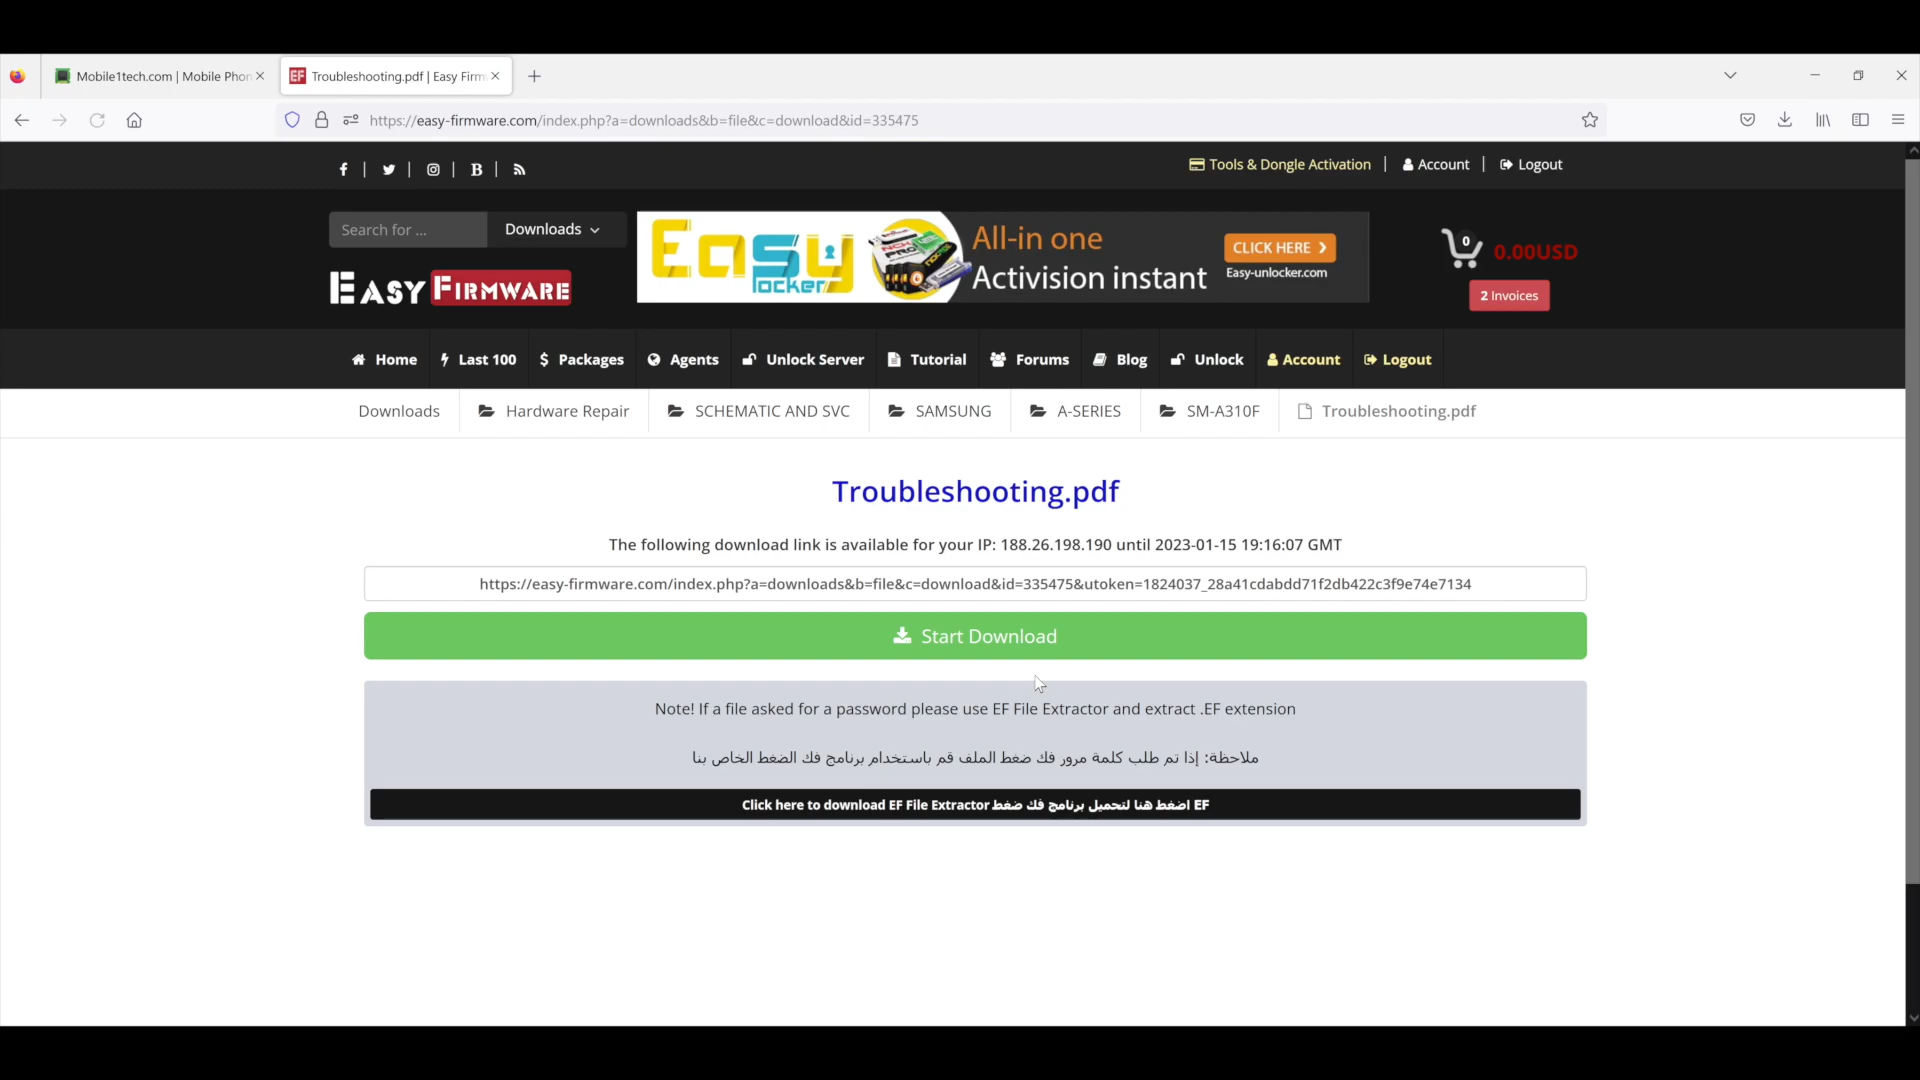 Mobile1tech.com | Mobile Phon
Troubleshooting.pdf | Easy Firm
https://easy-firmware.com/index.php?a=downloads&b=file&c=download&id=335475
Tools & Dongle Activation | Account | Logout
Search for ...
Downloads
EASY FIRMWARE
Easy locker
All-in one
Activision instant
CLICK HERE
Easy-unlocker.com
0
0.00USD
2 Invoices
Home
Last 100
Packages
Agents
Unlock Server
Tutorial
Forums
Blog
Unlock
Account
Logout
Downloads
Hardware Repair
SCHEMATIC AND SVC
SAMSUNG
A-SERIES
SM-A310F
Troubleshooting.pdf
Troubleshooting.pdf
The following download link is available for your IP: 188.26.198.190 until 2023-01-15 19:16:07 GMT
https://easy-firmware.com/index.php?a=downloads&b=file&c=download&id=335475&utoken=1824037_28a41cdabdd71f2db422c3f9e74e7134
Start Download
Note! If a file asked for a password please use EF File Extractor and extract .EF extension
ملاحظة: إذا تم طلب كلمة مرور فك ضغط الملف قم باستخدام برنامج فك الضغط الخاص بنا
Click here to download EF File Extractor اضغط هنا لتحميل برنامج فك ضغط EF